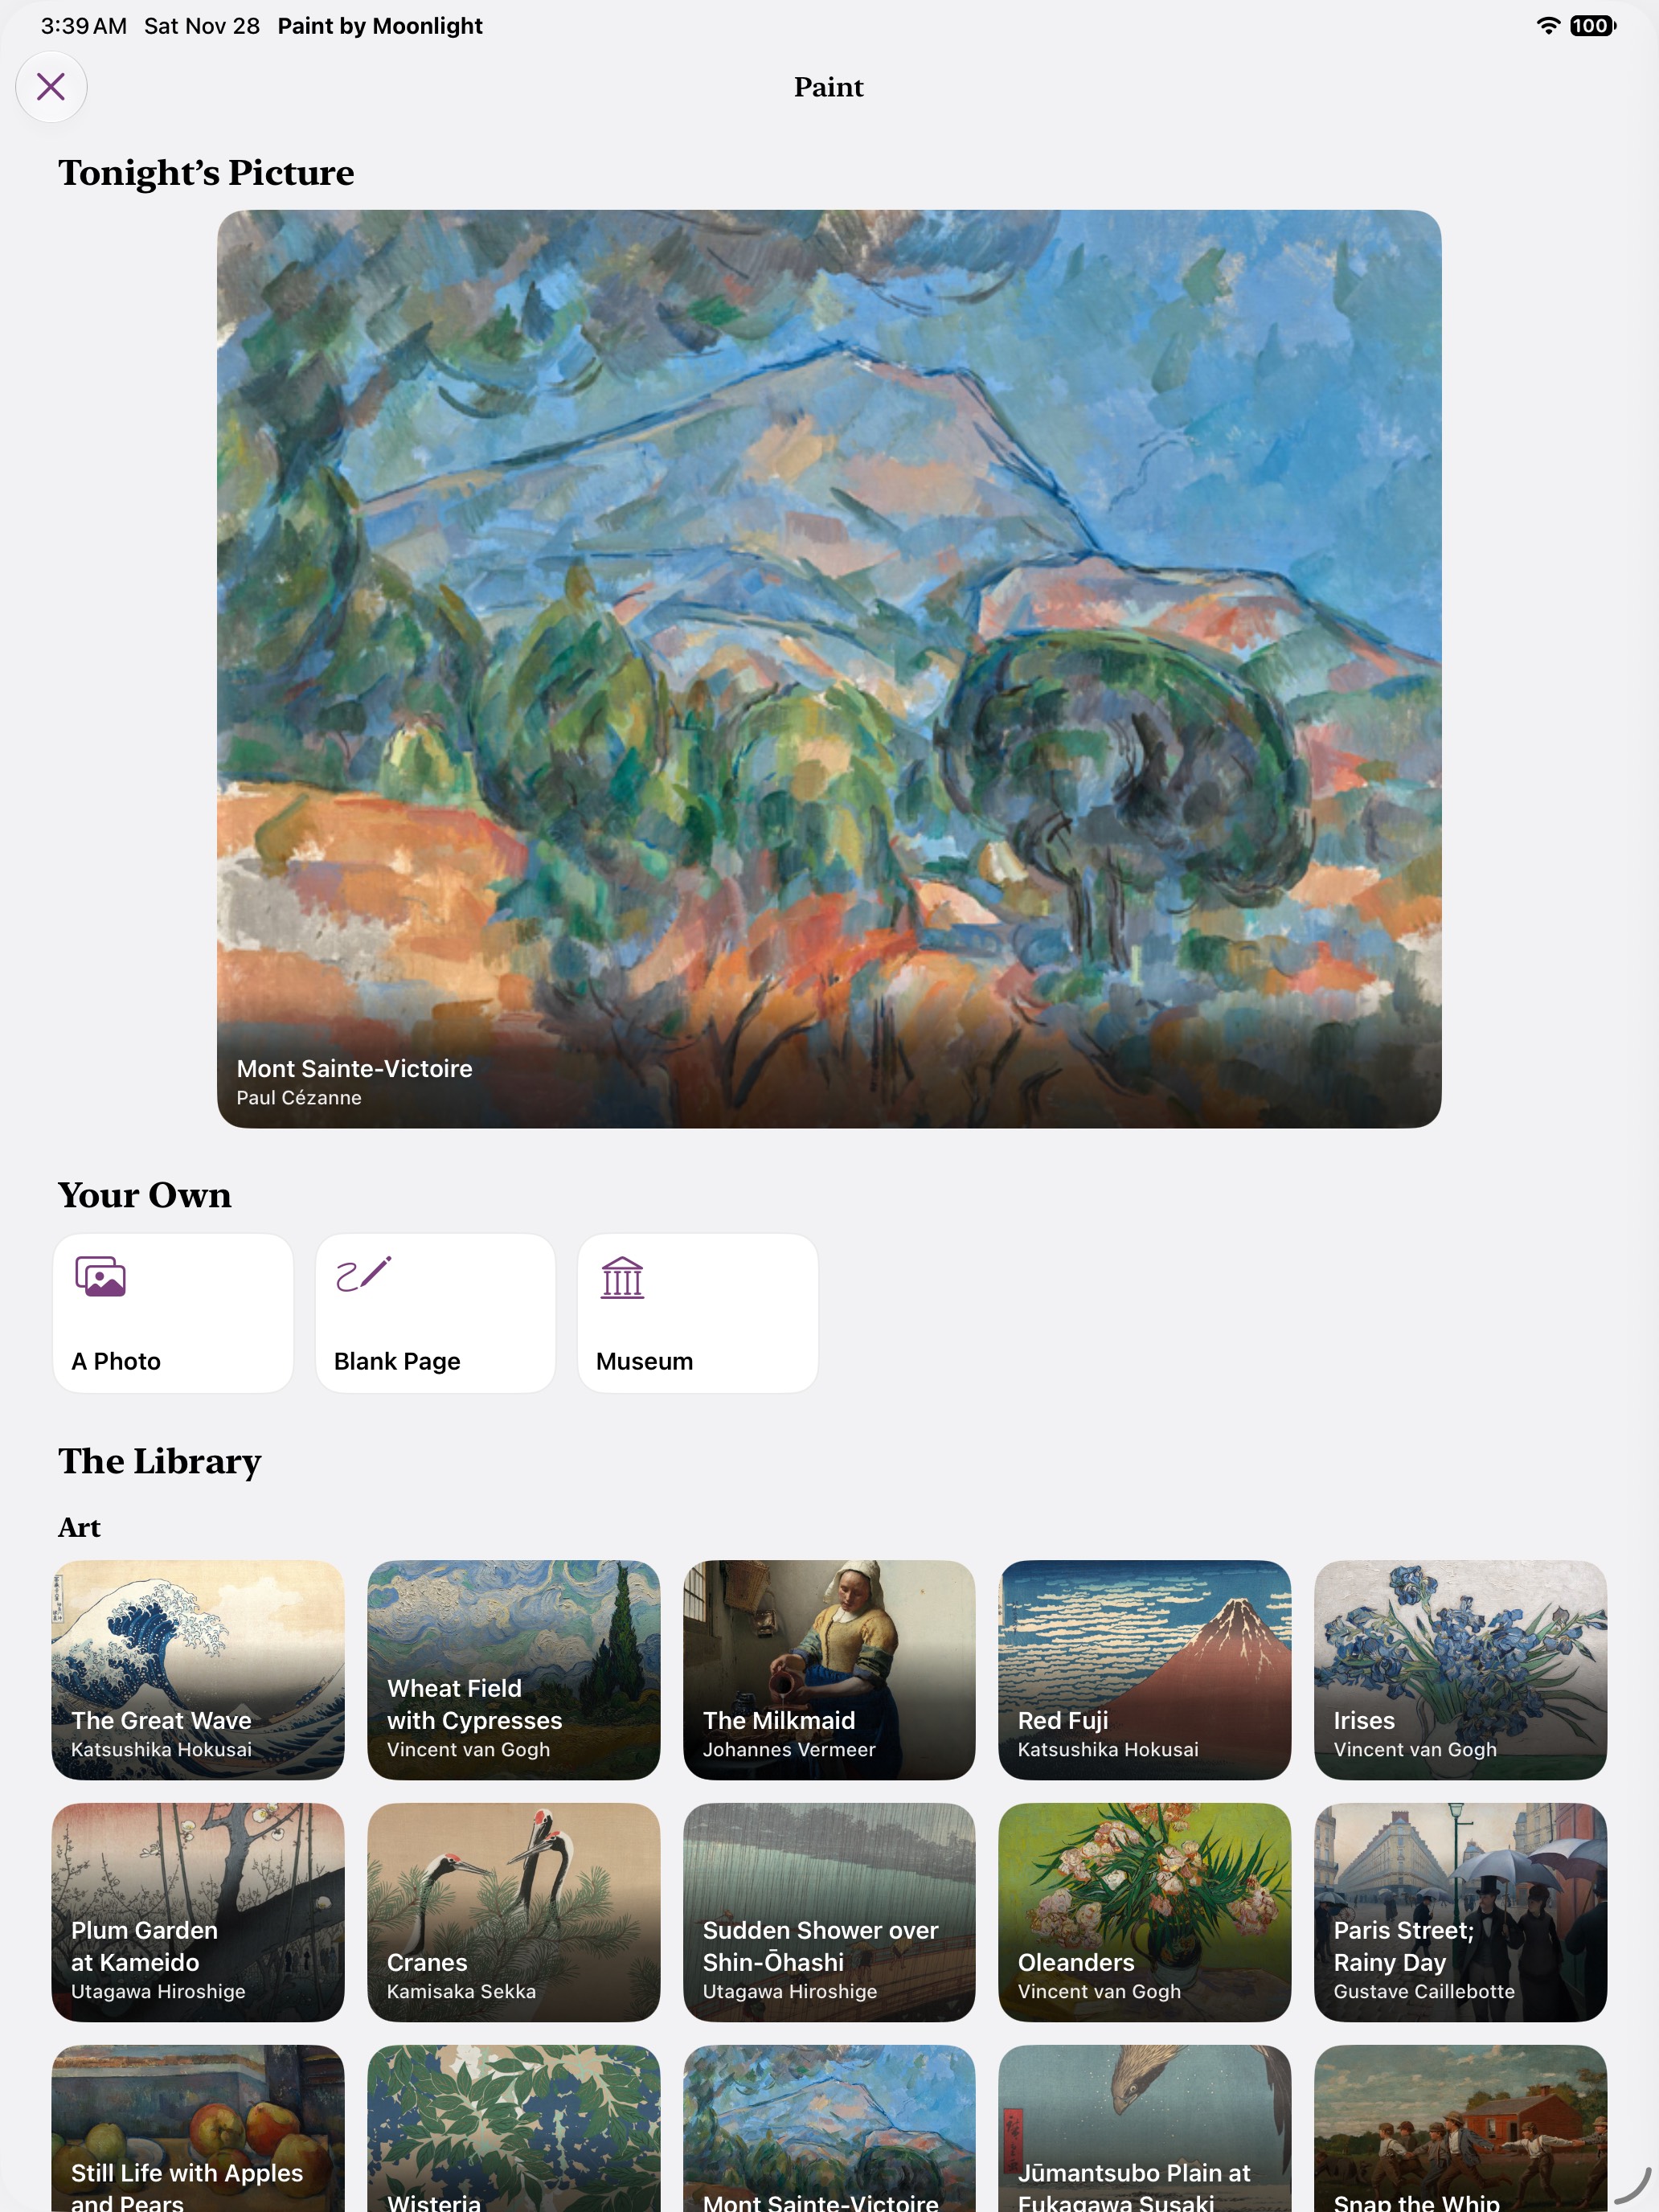 3:39 AM Sat Nov 28 Paint by Moonlight
100
Paint
Tonight’s Picture
Mont Sainte-Victoire
Paul Cézanne
Your Own
A Photo
Blank Page
Museum
The Library
Art
The Great Wave
Katsushika Hokusai
Wheat Field
with Cypresses
Vincent van Gogh
The Milkmaid
Johannes Vermeer
Red Fuji
Katsushika Hokusai
Irises
Vincent van Gogh
Plum Garden
at Kameido
Utagawa Hiroshige
Cranes
Kamisaka Sekka
Sudden Shower over
Shin-Ōhashi
Utagawa Hiroshige
Oleanders
Vincent van Gogh
Paris Street;
Rainy Day
Gustave Caillebotte
Still Life with Apples
and Pears
Wisteria
Mont Sainte-Victoire
Jūmantsubo Plain at
Fukagawa Susaki
Snap the Whip